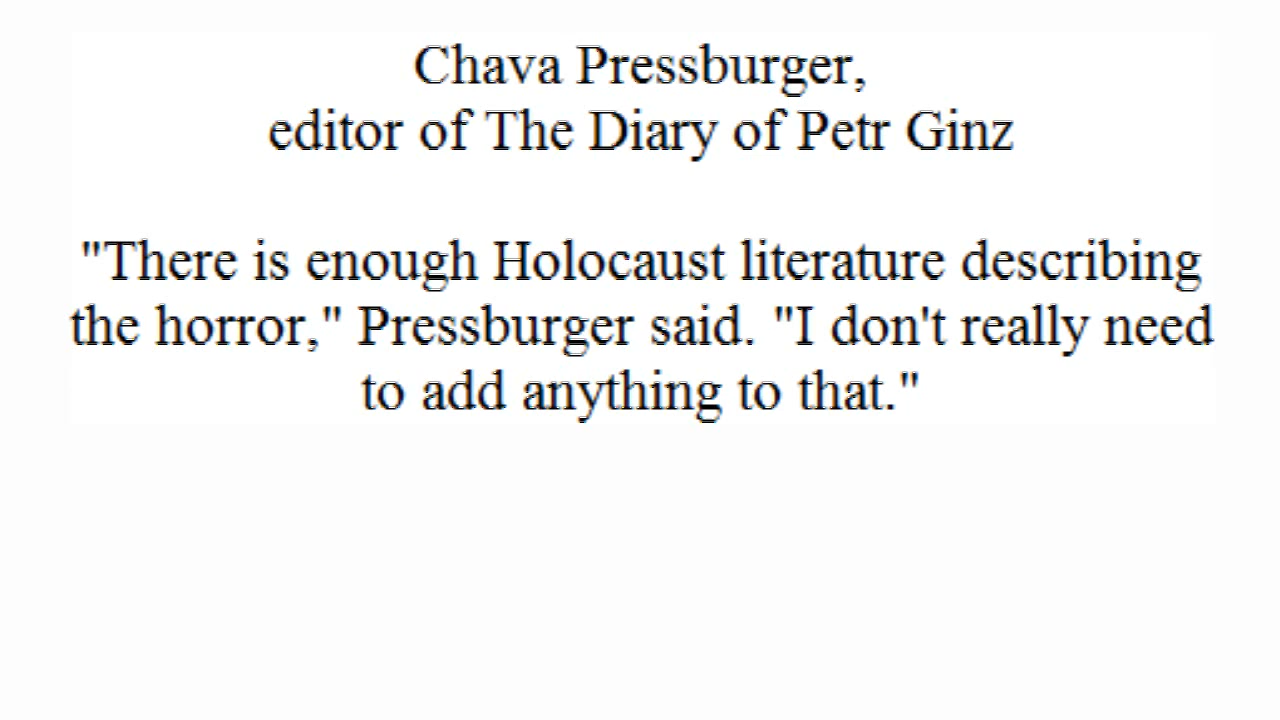 Chava Pressburger,
editor of The Diary of Petr Ginz
"There is enough Holocaust literature describing
the horror," Pressburger said. "I don't really need
to add anything to that."